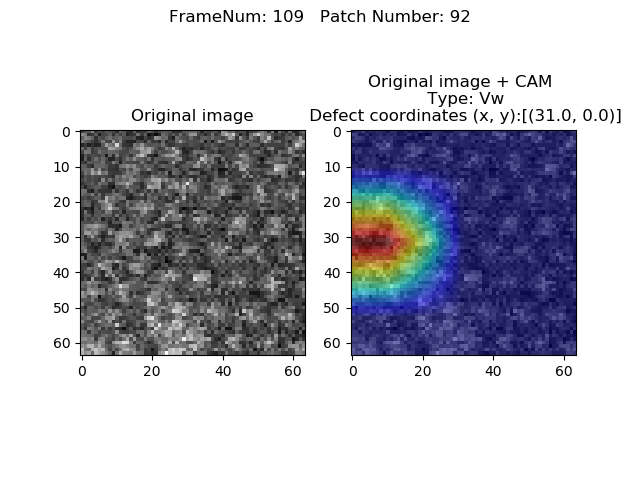 FrameNum: 109   Patch Number: 92
Original image
0
10
20
30
40
50
60
0 20 40 60
Original image + CAM
Type: Vw
Defect coordinates (x, y):[(31.0, 0.0)]
0
10
20
30
40
50
60
0 20 40 60